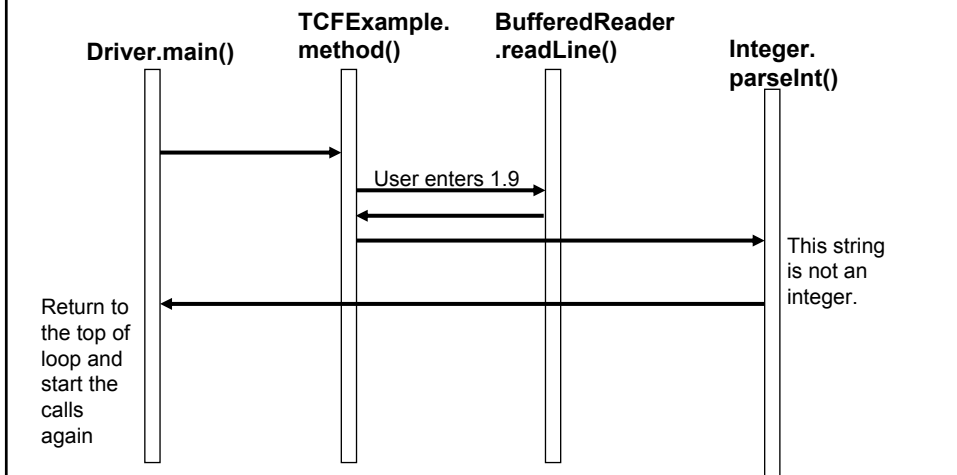 Driver.main()
TCFExample.
method()
BufferedReader
.readLine()
Integer.
parseInt()
User enters 1.9
This string
is not an
integer.
Return to
the top of
loop and
start the
calls
again